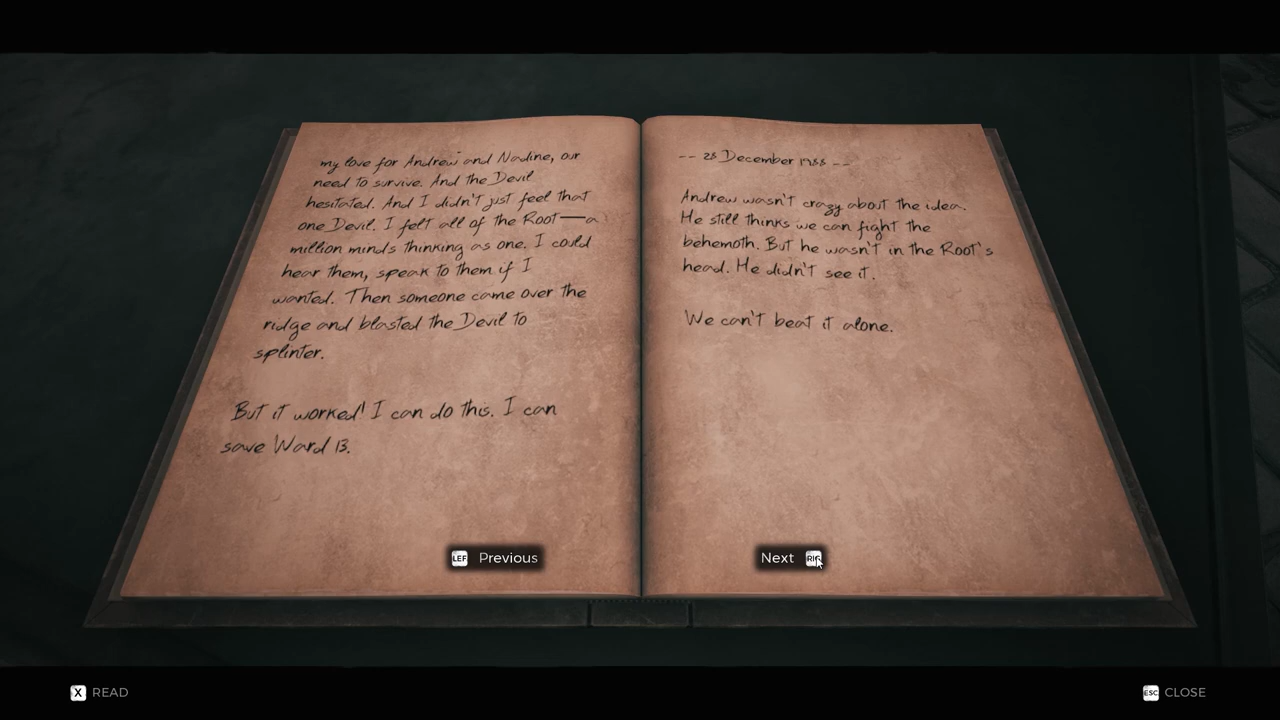 my love for Andrew and Nadine, our
need to survive. And the Devil
hesitated. And I didn't just feel that
one Devil. I felt all of the Root—a
million minds thinking as one. I could
hear them, speak to them if I
wanted. Then someone came over the
ridge and blasted the Devil to
splinter.
But it worked! I can do this. I can
save Ward 13.
Previous
-- 28 December 1988 --
Andrew wasn't crazy about the idea.
He still thinks we can fight the
behemoth. But he wasn't in the Root's
head. He didn't see it.
We can't beat it alone.
Next
X READ
ESC CLOSE